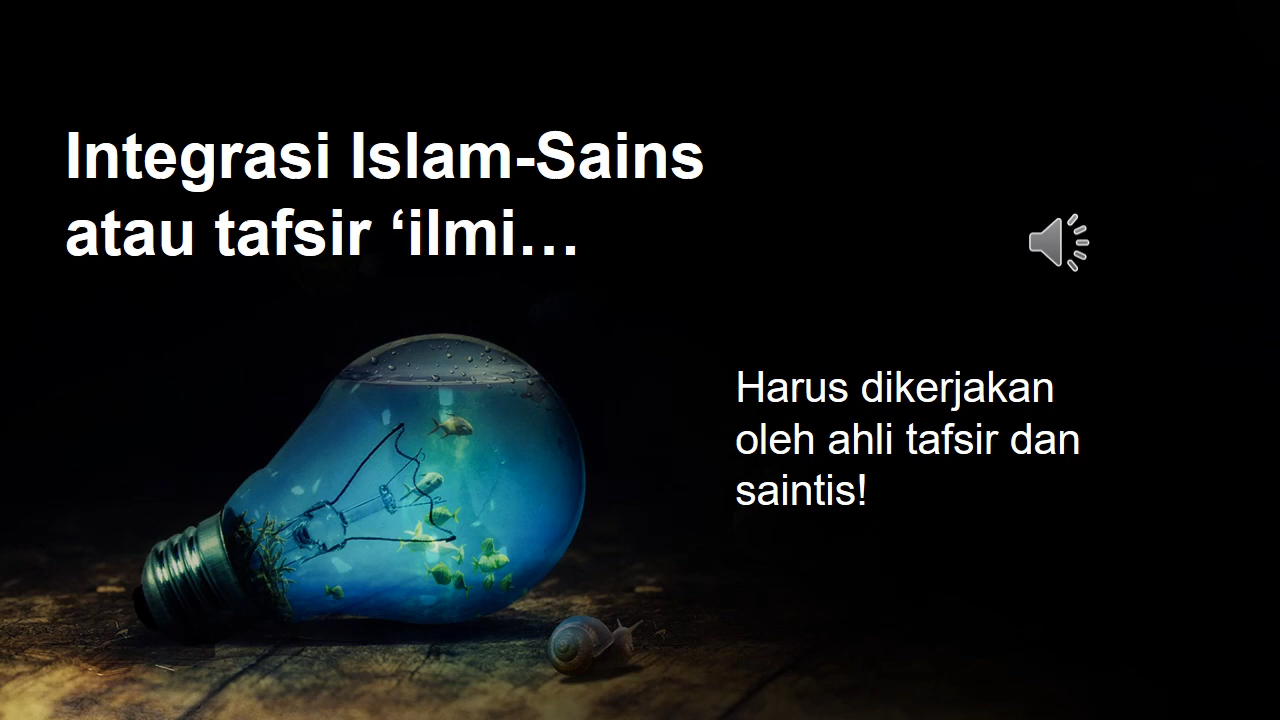 Integrasi Islam-Sains
atau tafsir ‘ilmi…
Harus dikerjakan
oleh ahli tafsir dan
saintis!